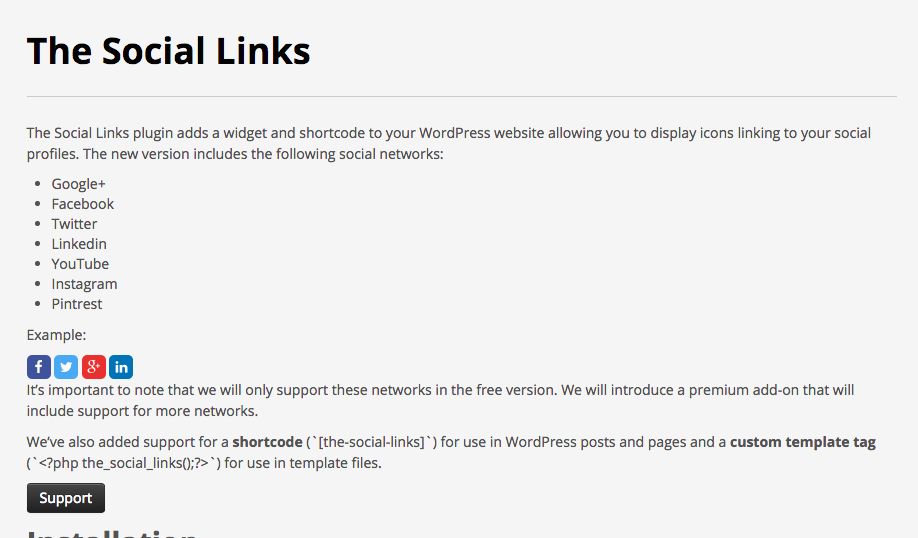 The Social Links
The Social Links plugin adds a widget and shortcode to your WordPress website allowing you to display icons linking to your social
profiles. The new version includes the following social networks:
Google+
Facebook
Twitter
Linkedin
YouTube
Instagram
Pintrest
Example:
f g+ in
It’s important to note that we will only support these networks in the free version. We will introduce a premium add-on that will
include support for more networks.
We’ve also added support for a shortcode (`[the-social-links]`) for use in WordPress posts and pages and a custom template tag
(`<?php the_social_links();?>`) for use in template files.
Support
Installation